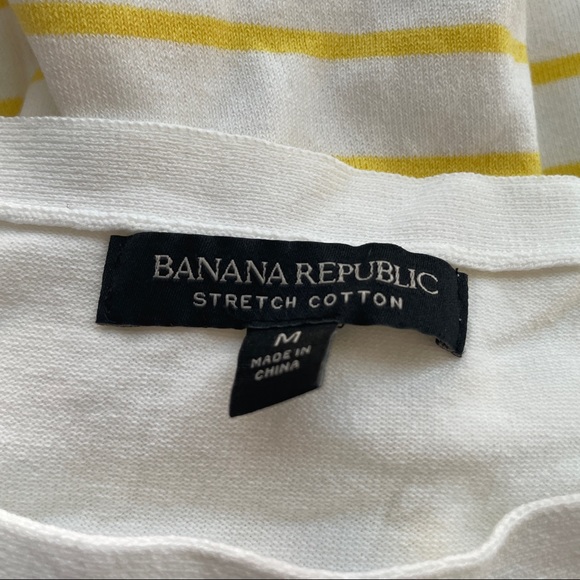 BANANA REPUBLIC
STRETCH COTTON
M
MADE IN
CHINA